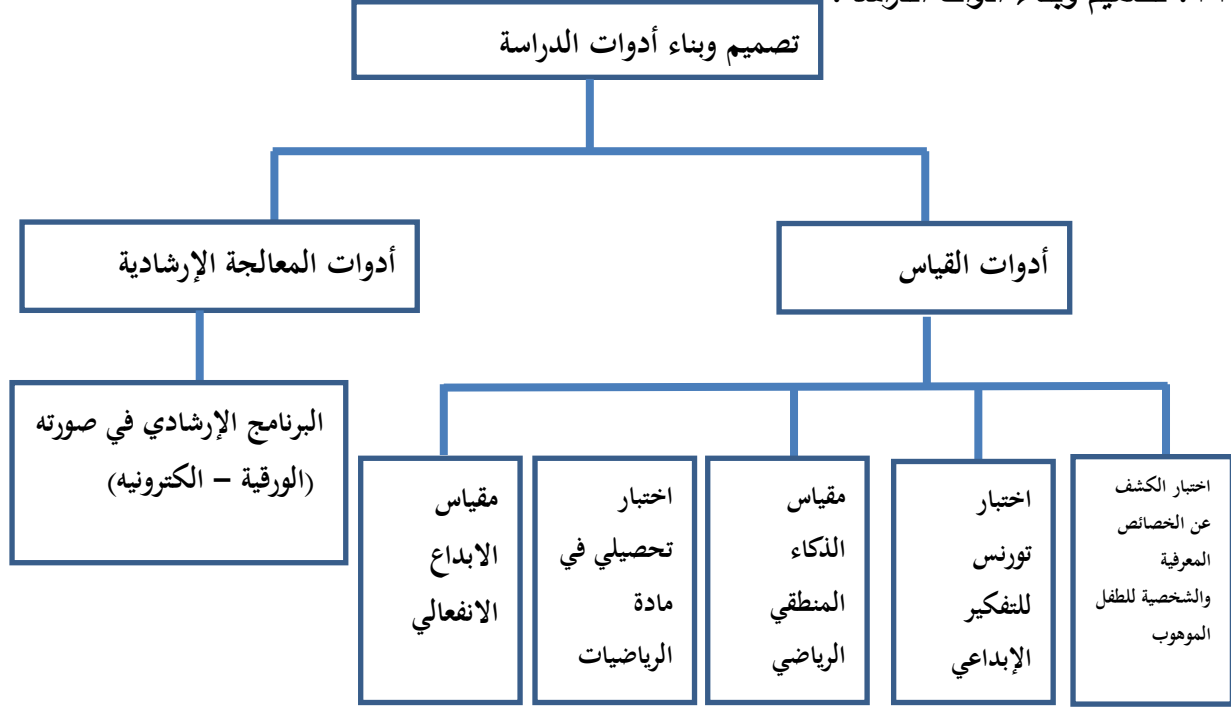 تصميم وبناء أدوات الدراسة
أدوات القياس
أدوات المعالجة الإرشادية
اختبار الكشف
عن الخصائص
المعرفية
والشخصية للطفل
الموهوب
اختبار
تورنس
للتفكير
الإبداعي
مقياس
الذكاء
المنطقي
الرياضي
اختبار
تحصيلي في
مادة
الرياضيات
مقياس
الابداع
الانفعالي
البرنامج الإرشادي في صورته
(الورقية – الكترونيه)